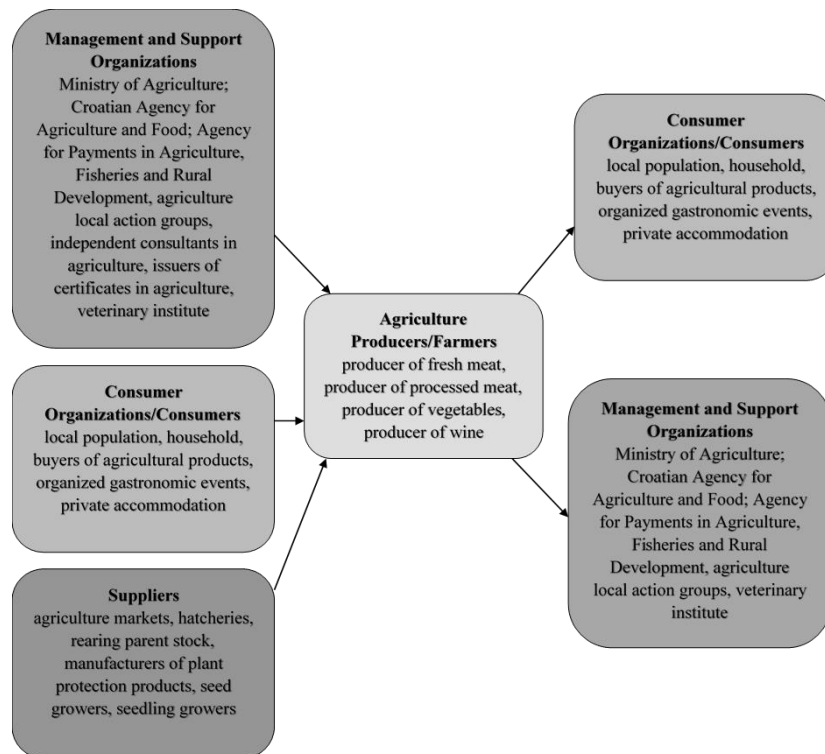 Management and Support
Organizations
Ministry of Agriculture;
Croatian Agency for
Agriculture and Food; Agency
for Payments in Agriculture,
Fisheries and Rural
Development, agriculture
local action groups,
independent consultants in
agriculture, issuers of
certificates in agriculture,
veterinary institute
Consumer
Organizations/Consumers
local population, household,
buyers of agricultural products,
organized gastronomic events,
private accommodation
Suppliers
agriculture markets, hatcheries,
rearing parent stock,
manufacturers of plant
protection products, seed
growers, seedling growers
Agriculture
Producers/Farmers
producer of fresh meat,
producer of processed meat,
producer of vegetables,
producer of wine
Consumer
Organizations/Consumers
local population, household,
buyers of agricultural products,
organized gastronomic events,
private accommodation
Management and Support
Organizations
Ministry of Agriculture;
Croatian Agency for
Agriculture and Food; Agency
for Payments in Agriculture,
Fisheries and Rural
Development, agriculture
local action groups, veterinary
institute